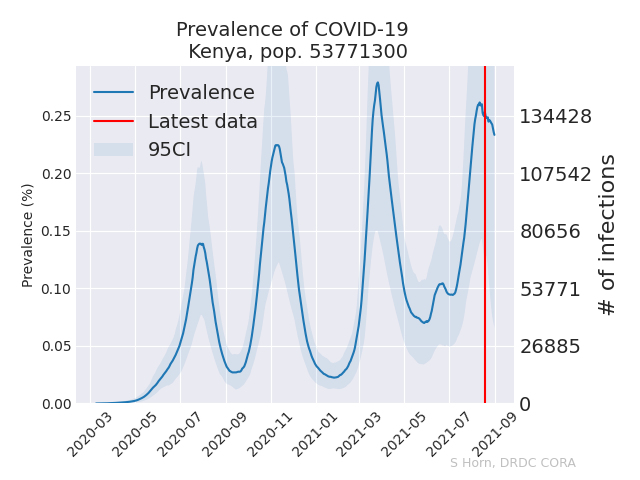 Prevalence of COVID-19
Kenya, pop. 53771300
Prevalence
Latest data
95CI
Prevalence (%)
0.25
0.20
0.15
0.10
0.05
0.00
134428
107542
80656
53771
26885
0
# of infections
2020-03
2020-05
2020-07
2020-09
2020-11
2021-01
2021-03
2021-05
2021-07
2021-09
S Horn, DRDC CORA